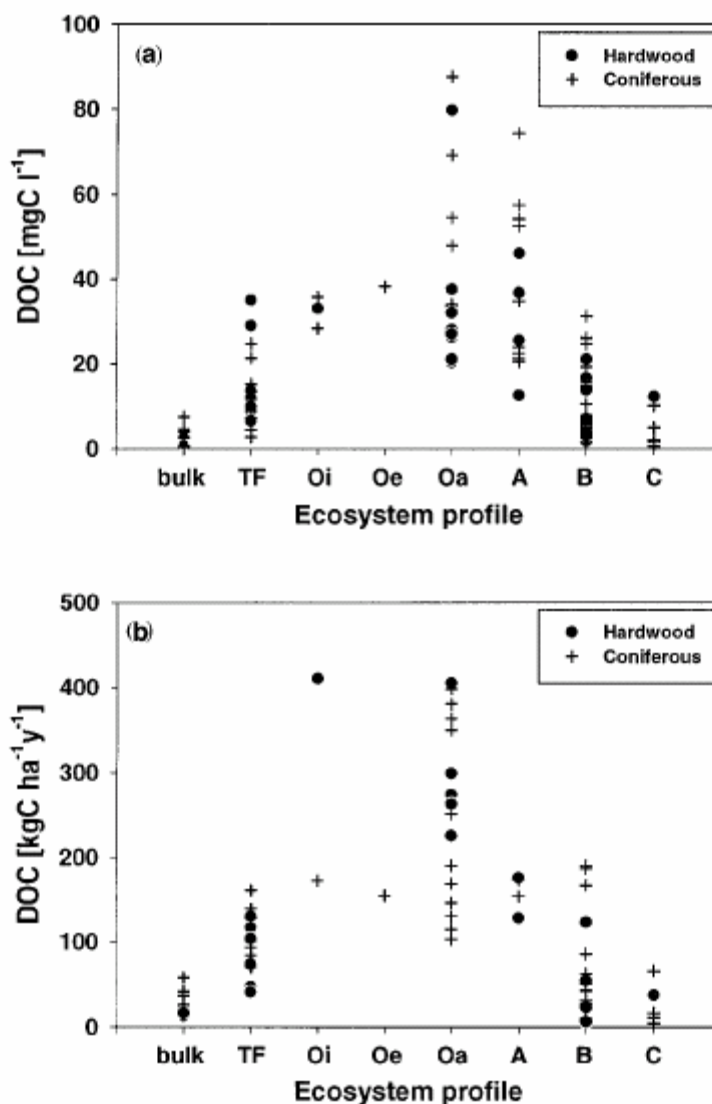 (a)
Hardwood
Coniferous
100
80
60
40
20
0
DOC [mgC l⁻¹]
bulk TF Oi Oe Oa A B C
Ecosystem profile
(b)
Hardwood
Coniferous
500
400
300
200
100
0
DOC [kgC ha⁻¹y⁻¹]
bulk TF Oi Oe Oa A B C
Ecosystem profile